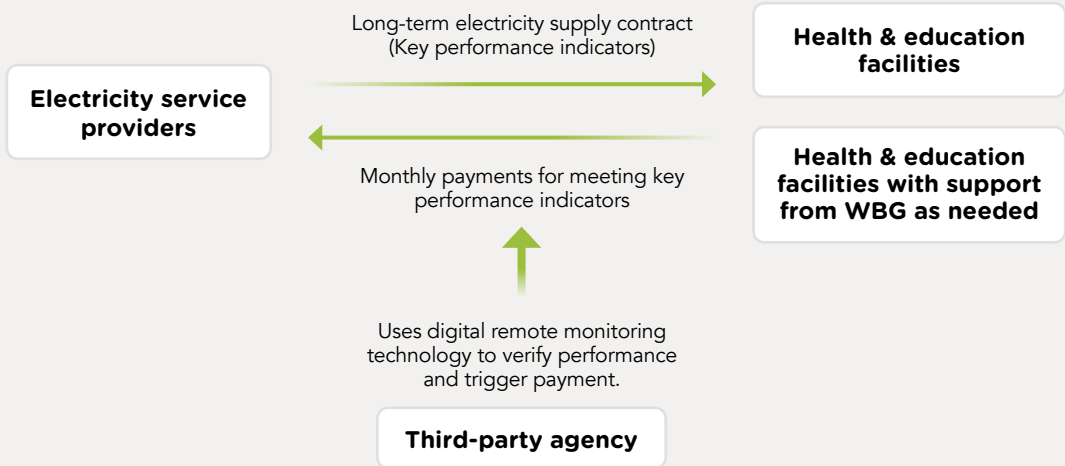 Long-term electricity supply contract
(Key performance indicators)
Health & education
facilities
Electricity service
providers
Monthly payments for meeting key
performance indicators
Health & education
facilities with support
from WBG as needed
Uses digital remote monitoring
technology to verify performance
and trigger payment.
Third-party agency